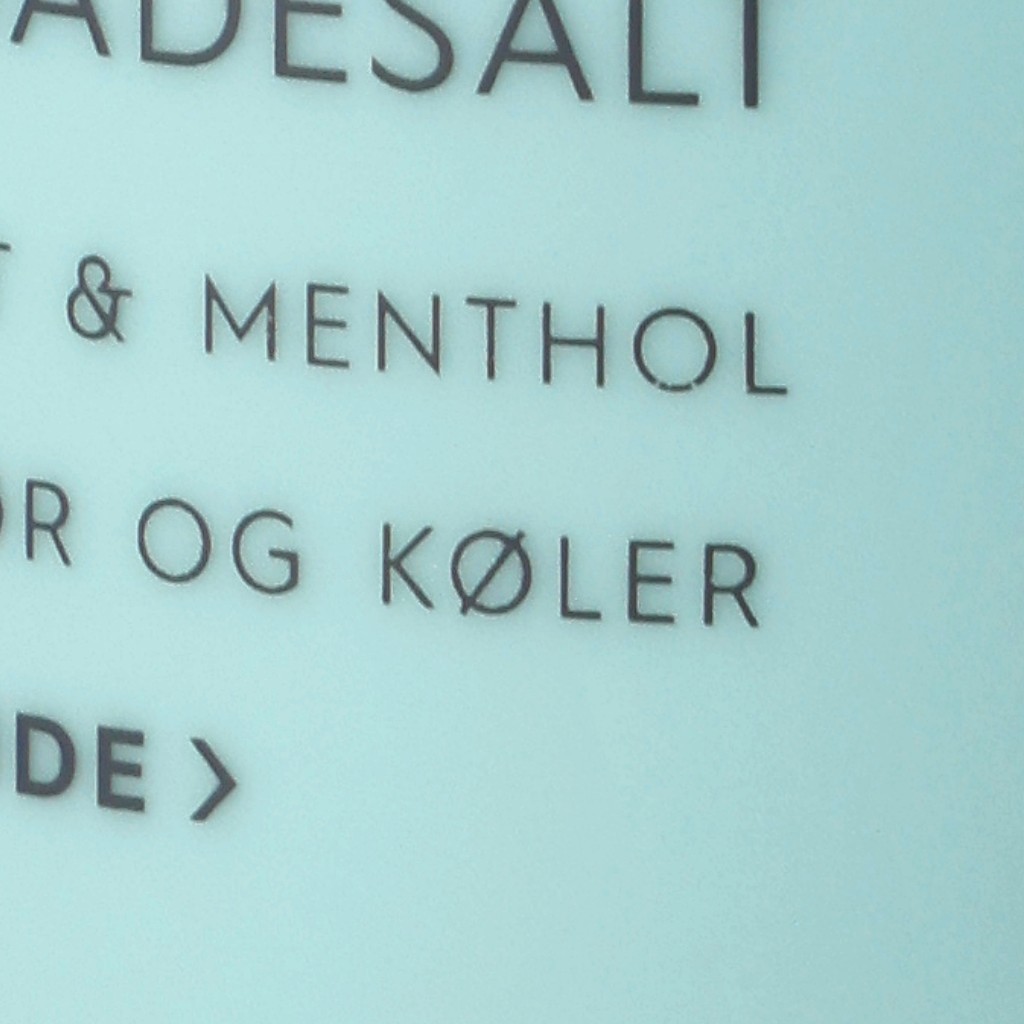 ADESALT
& MENTHOL
OG KØLER
DE >